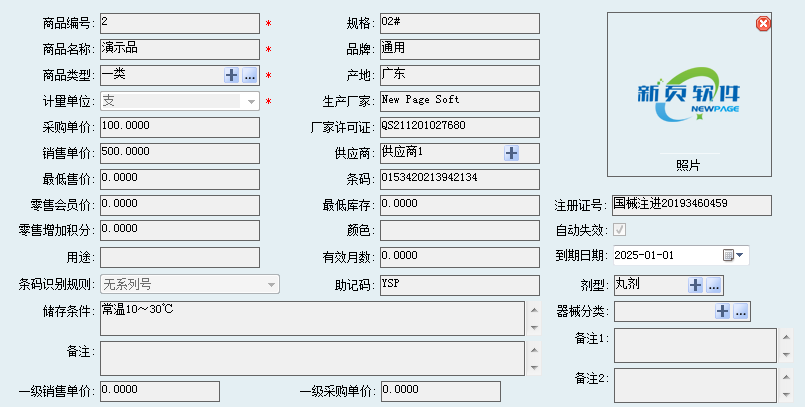 商品编号: 2 * 规格: 02#
商品名称: 演示品 * 品牌: 通用
商品类型: 一类 ... * 产地: 广东
新页软件
NEWPAGE
计量单位: 支 * 生产厂家: New Page Soft
采购单价: 100.0000 厂家许可证: QS211201027680
销售单价: 500.0000 供应商: 供应商1
照片
最低售价: 0.0000 条码: 0153420213942134
零售会员价: 0.0000 最低库存: 0.0000 注册证号: 国械注进20193460459
零售增加积分: 0.0000 颜色: 自动失效:
用途: 有效月数: 0.0000 到期日期: 2025-01-01
条码识别规则: 无系列号 助记码: YSP 剂型: 丸剂 ...
储存条件: 常温10～30℃ 器械分类: ...
备注: 备注1:
备注2:
一级销售单价: 0.0000 一级采购单价: 0.0000